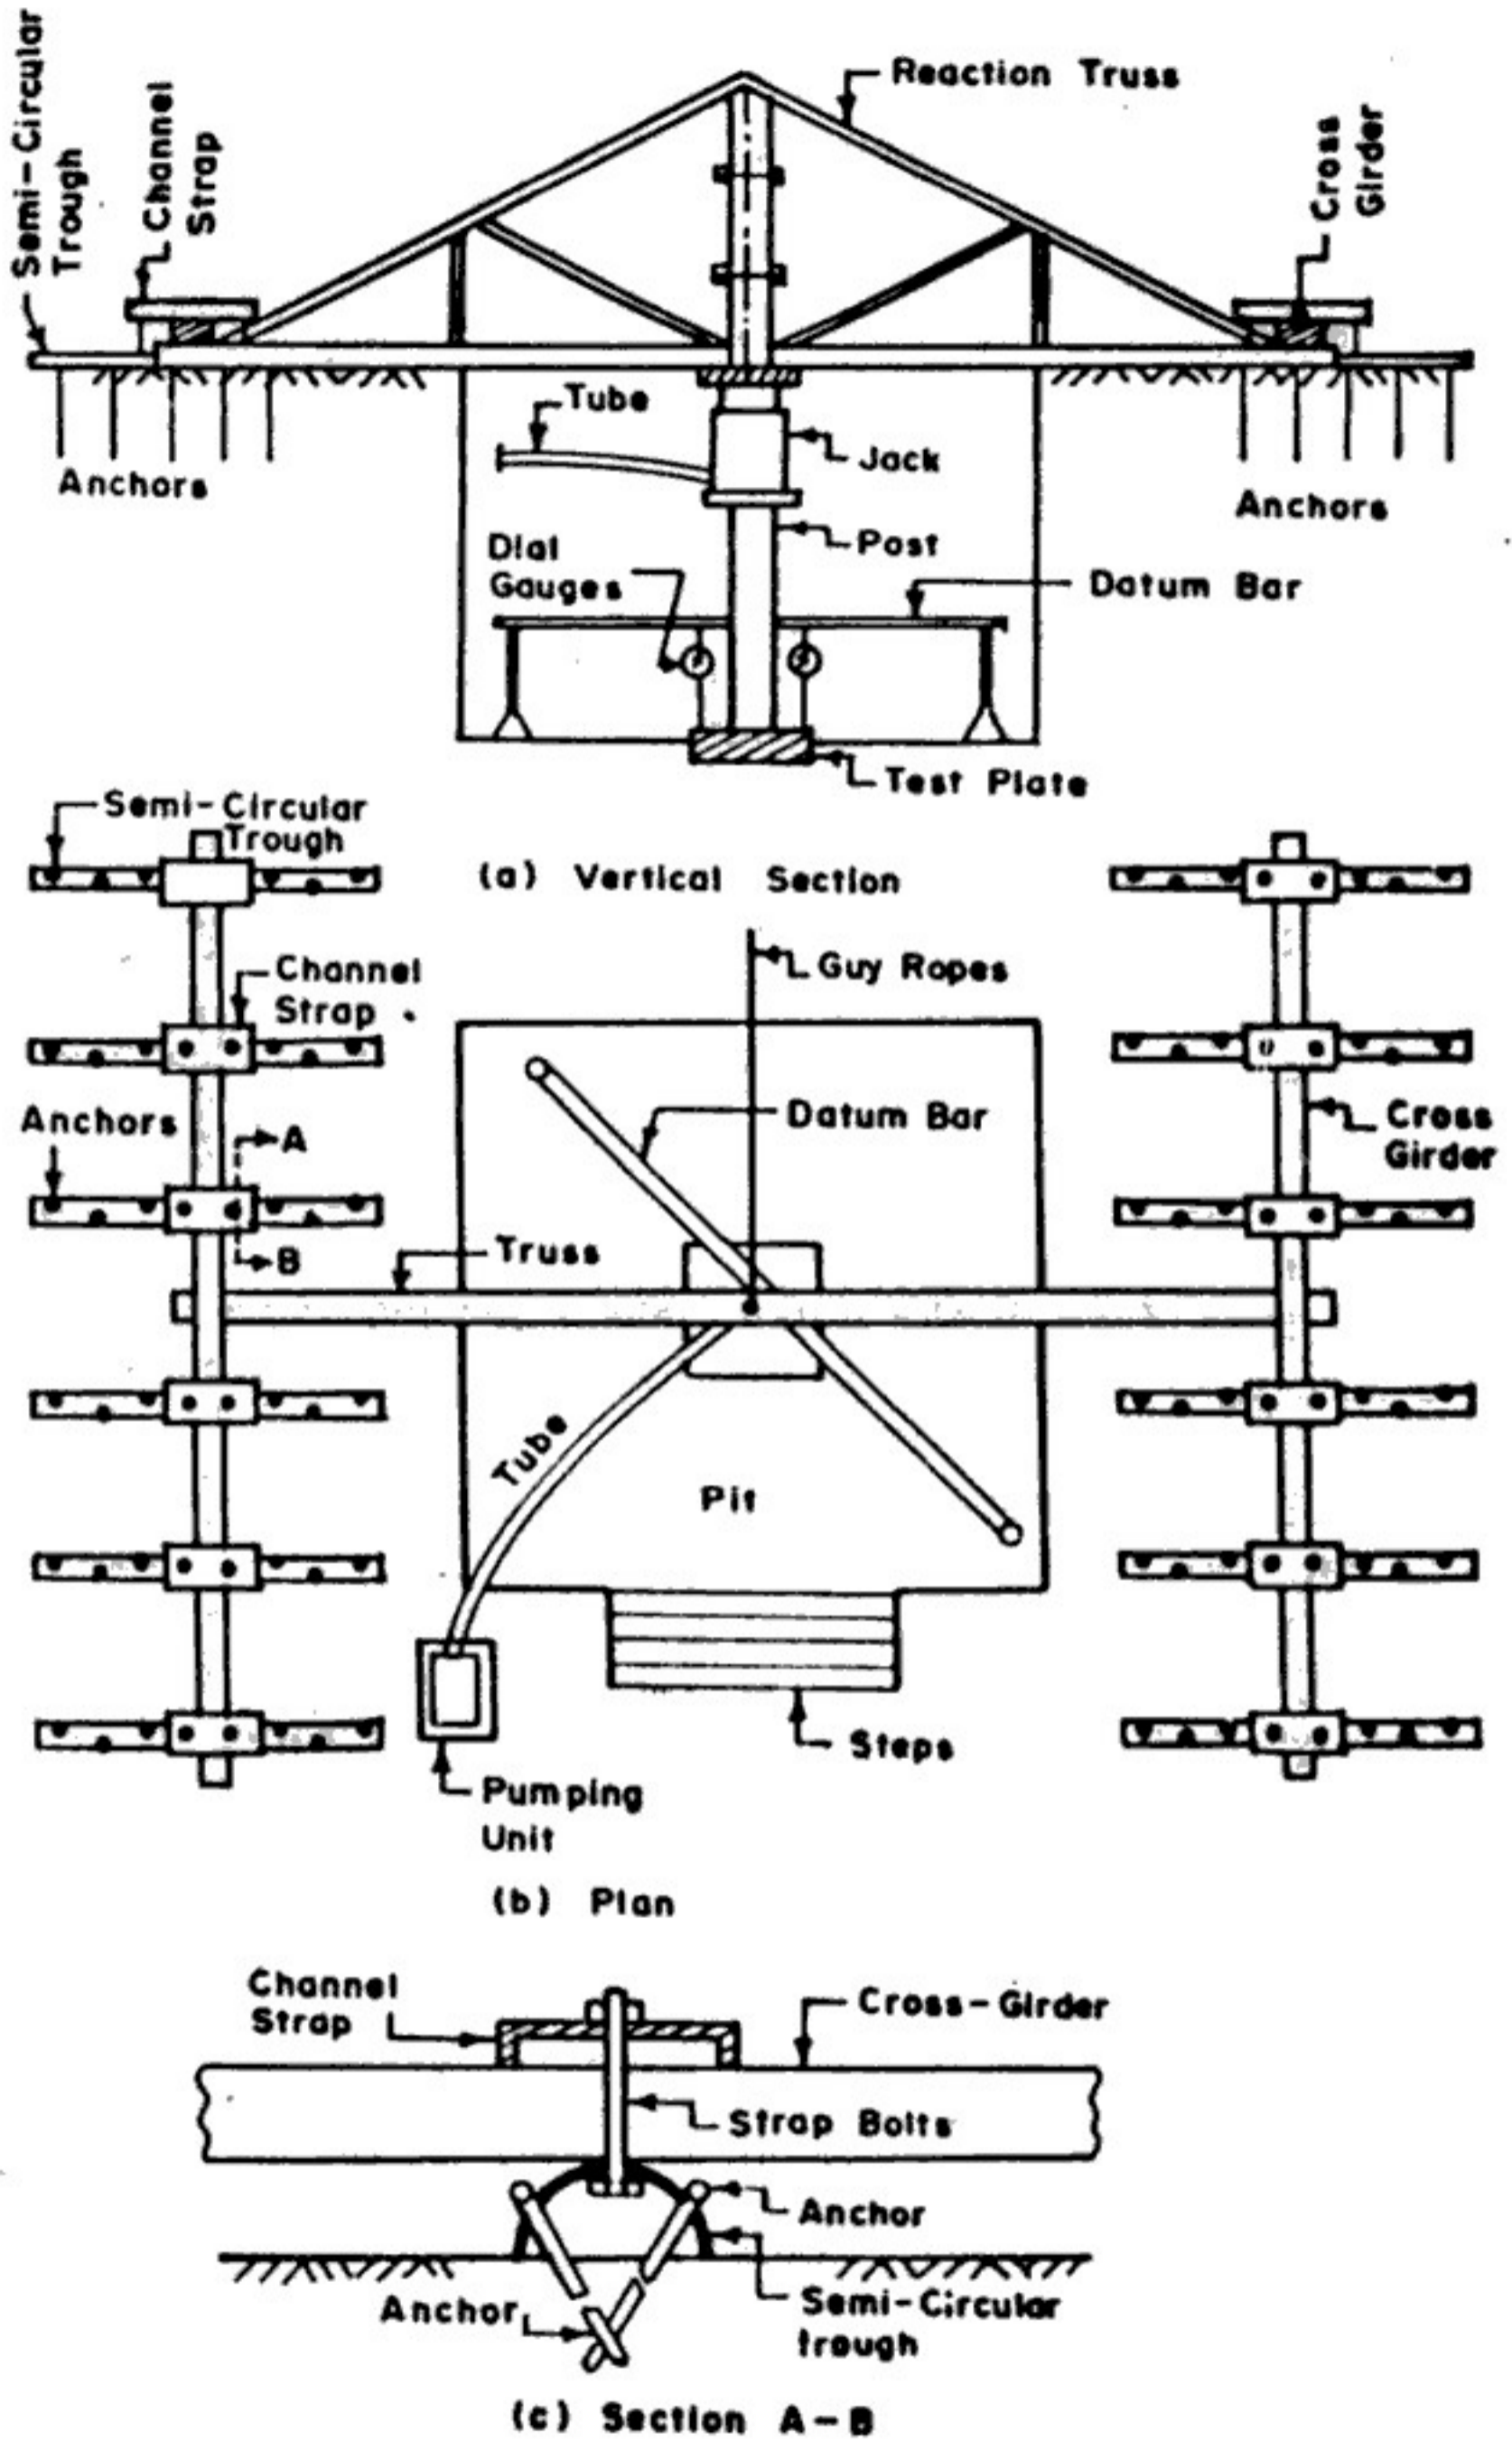 Semi-Circular
Trough
Channel
Strap
Reaction Truss
Cross
Girder
Tube
Jack
Anchors
Anchors
Post
Dial
Gauges
Datum Bar
Test Plate
Semi-Circular
Trough
(a) Vertical Section
Guy Ropes
Channel
Strap
Anchors
A
Datum Bar
Cross
Girder
B
Truss
Tube
Pit
Steps
Pumping
Unit
(b) Plan
Channel
Strap
Cross-Girder
Strap Bolts
Anchor
Anchor
Semi-Circular
trough
(c) Section A-B